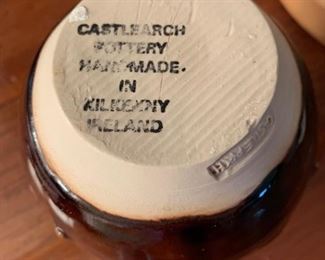 CASTLEARCH
POTTERY
HANDMADE
IN
KILKENNY
IRELAND